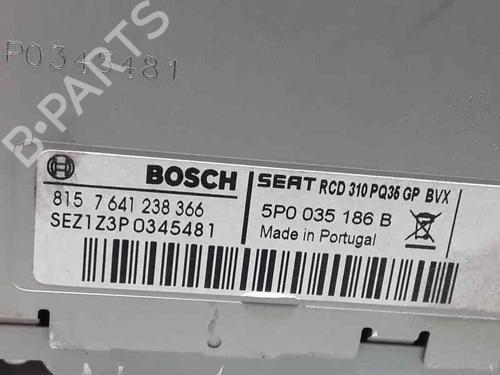 P0345481
B-PARTS
BOSCH
SEAT RCD 310 PQ35 GP BVX
815 7 641 238 366
5P0 035 186 B
SEZ1Z3P0345481
Made in Portugal